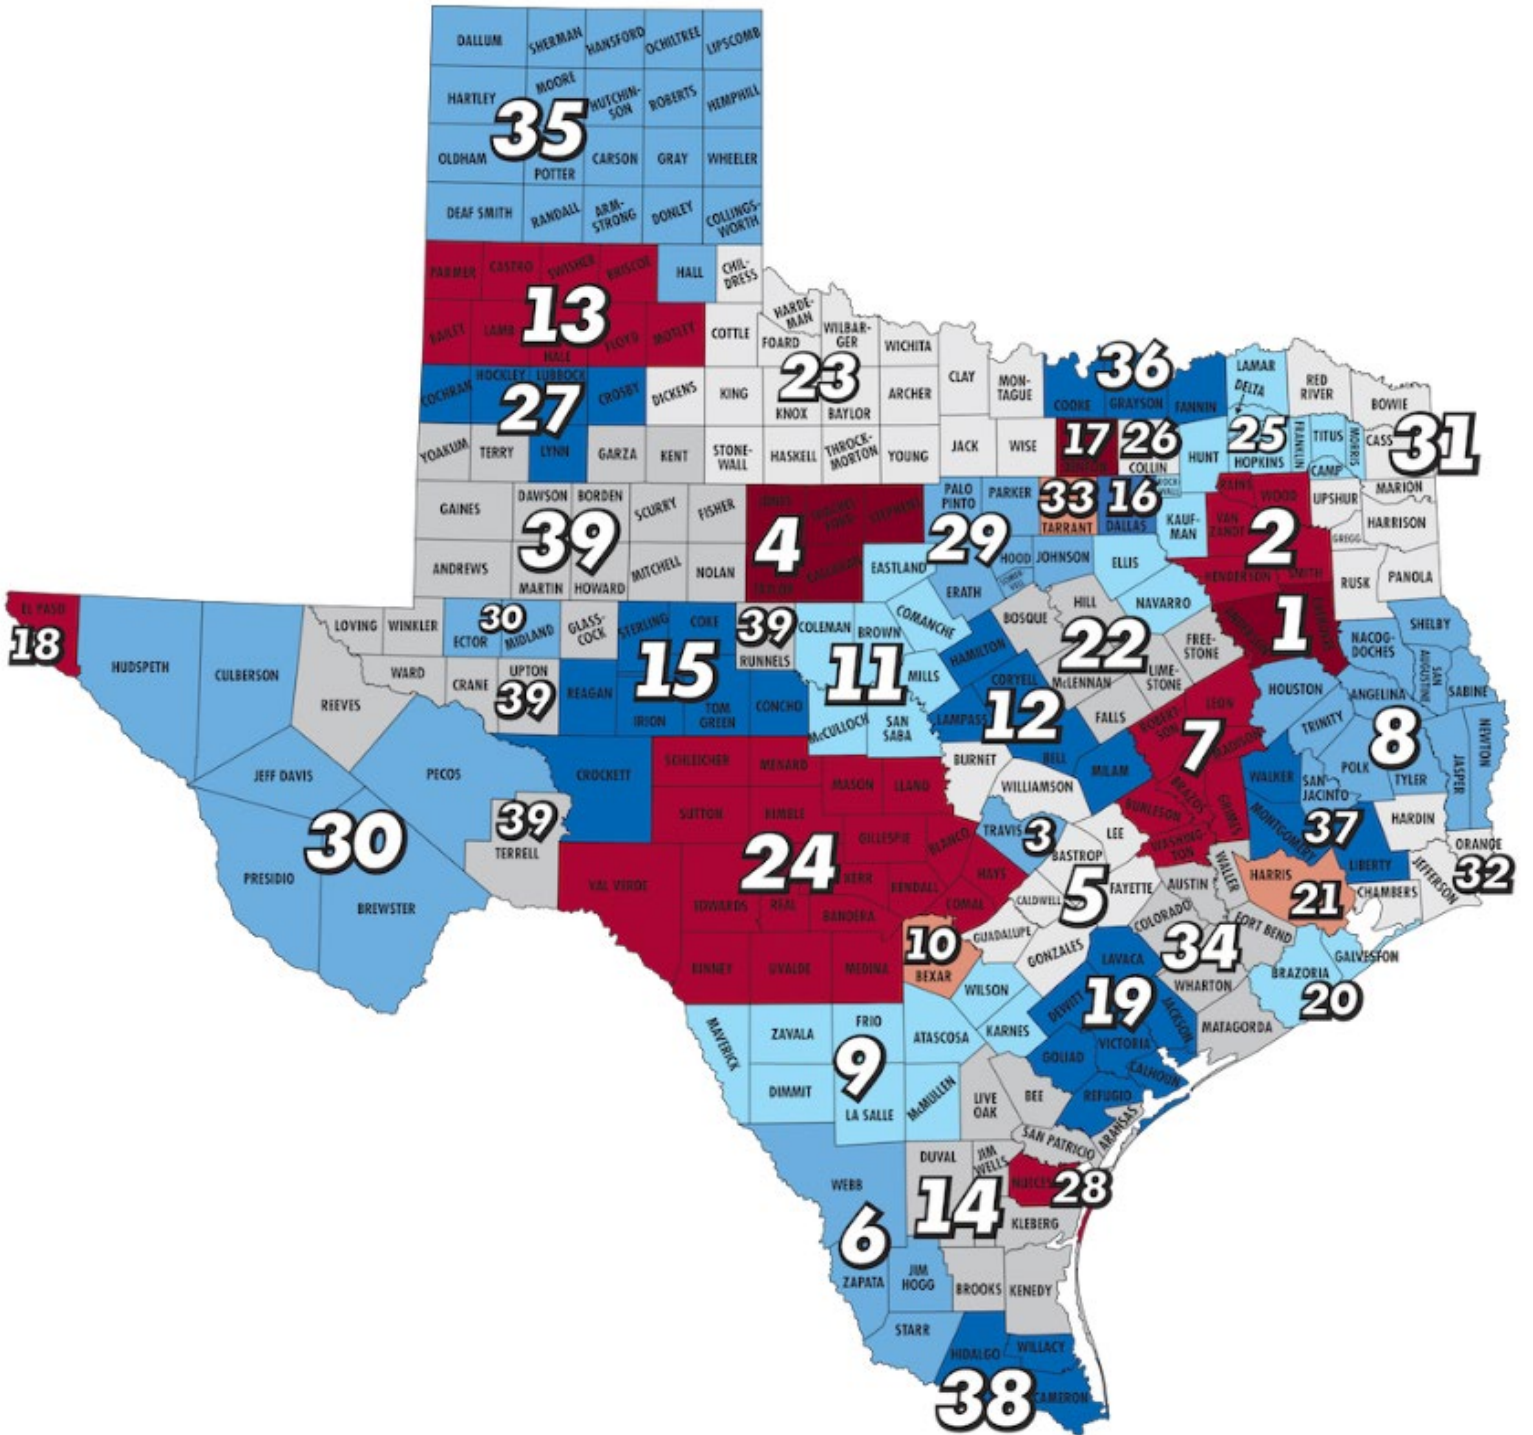 DALLUM
SHERMAN
HANSFORD
OCHILTREE
LIPSCOMB
HARTLEY
MOORE
HUTCHIN-
SON
ROBERTS
HEMPHILL
35
OLDHAM
POTTER
CARSON
GRAY
WHEELER
DEAF SMITH
RANDALL
ARM-
STRONG
DONLEY
COLLINGS-
WORTH
PARMER
CASTRO
SWISHER
BRISCOE
HALL
CHIL-
DRESS
13
BAILEY
LAMB
HALE
FLOYD
MOTLEY
COTTLE
HARDE-
MAN
FOARD
WILBAR-
GER
WICHITA
23
COCHRAN
HOCKLEY
LUBBOCK
27
CROSBY
DICKENS
KING
KNOX
BAYLOR
ARCHER
CLAY
MON-
TAGUE
36
COOKE
GRAYSON
FANNIN
LAMAR
DELTA
RED
RIVER
BOWIE
YOAKUM
TERRY
LYNN
GARZA
KENT
STONE-
WALL
HASKELL
THROCK-
MORTON
YOUNG
JACK
WISE
17
26
COLLIN
HUNT
25
HOPKINS
FRANKLIN
TITUS
MORRIS
CAMP
CASS
31
GAINES
DAWSON
BORDEN
SCURRY
FISHER
JONES
STEPHENS
PALO
PINTO
PARKER
33
TARRANT
16
DALLAS
KAUF-
MAN
RAINS
WOOD
UPSHUR
MARION
HARRISON
GREGG
39
4
29
VAN
ZANDT
2
ANDREWS
MARTIN
HOWARD
MITCHELL
NOLAN
CALLAHAN
EASTLAND
ERATH
HOOD
JOHNSON
ELLIS
HENDERSON
SMITH
RUSK
PANOLA
EL PASO
18
HUDSPETH
CULBERSON
LOVING
WINKLER
ECTOR
30
MIDLAND
GLASS-
COCK
STERLING
COKE
39
RUNNELS
COLEMAN
BROWN
COMANCHE
BOSQUE
HILL
NAVARRO
ANDERSON
1
NACOG-
DOCHES
SHELBY
REEVES
WARD
CRANE
UPTON
39
REAGAN
15
IRION
TOM
GREEN
CONCHO
11
McCULLOCH
MILLS
SAN
SABA
HAMILTON
22
McLENNAN
LIME-
STONE
FREE-
STONE
CORYELL
LAMPASS
12
BELL
FALLS
MILAM
ROBERT-
SON
LEON
7
MADISON
HOUSTON
ANGELINA
SAN
AUGUSTINE
SABINE
TRINITY
8
POLK
TYLER
JASPER
NEWTON
JEFF DAVIS
PECOS
30
39
TERRELL
PRESIDIO
BREWSTER
CROCKETT
SCHLEICHER
MENARD
MASON
LLANO
BURNET
WILLIAMSON
SUTTON
KIMBLE
GILLESPIE
BLANCO
24
VAL VERDE
EDWARDS
REAL
KERR
BANDERA
KENDALL
HAYS
COMAL
TRAVIS
3
BASTROP
LEE
BURLESON
BRAZOS
GRIMES
WASHING-
TON
WALKER
SAN
JACINTO
MONTGOMERY
37
LIBERTY
HARDIN
ORANGE
JEFFERSON
32
CHAMBERS
HARRIS
21
WALLER
AUSTIN
COLORADO
FORT BEND
CALDWELL
5
FAYETTE
GUADALUPE
GONZALES
LAVACA
34
WHARTON
BRAZORIA
GALVESTON
20
MATAGORDA
KINNEY
UVALDE
MEDINA
10
BEXAR
WILSON
DEWITT
19
JACKSON
VICTORIA
CALHOUN
GOLIAD
REFUGIO
KARNES
ATASCOSA
MAVERICK
ZAVALA
FRIO
9
DIMMIT
LA SALLE
McMULLEN
LIVE
OAK
BEE
SAN PATRICIO
ARANSAS
WEBB
DUVAL
JIM
WELLS
NUECES
28
14
KLEBERG
6
ZAPATA
JIM
HOGG
BROOKS
KENEDY
STARR
HIDALGO
WILLACY
38
CAMERON